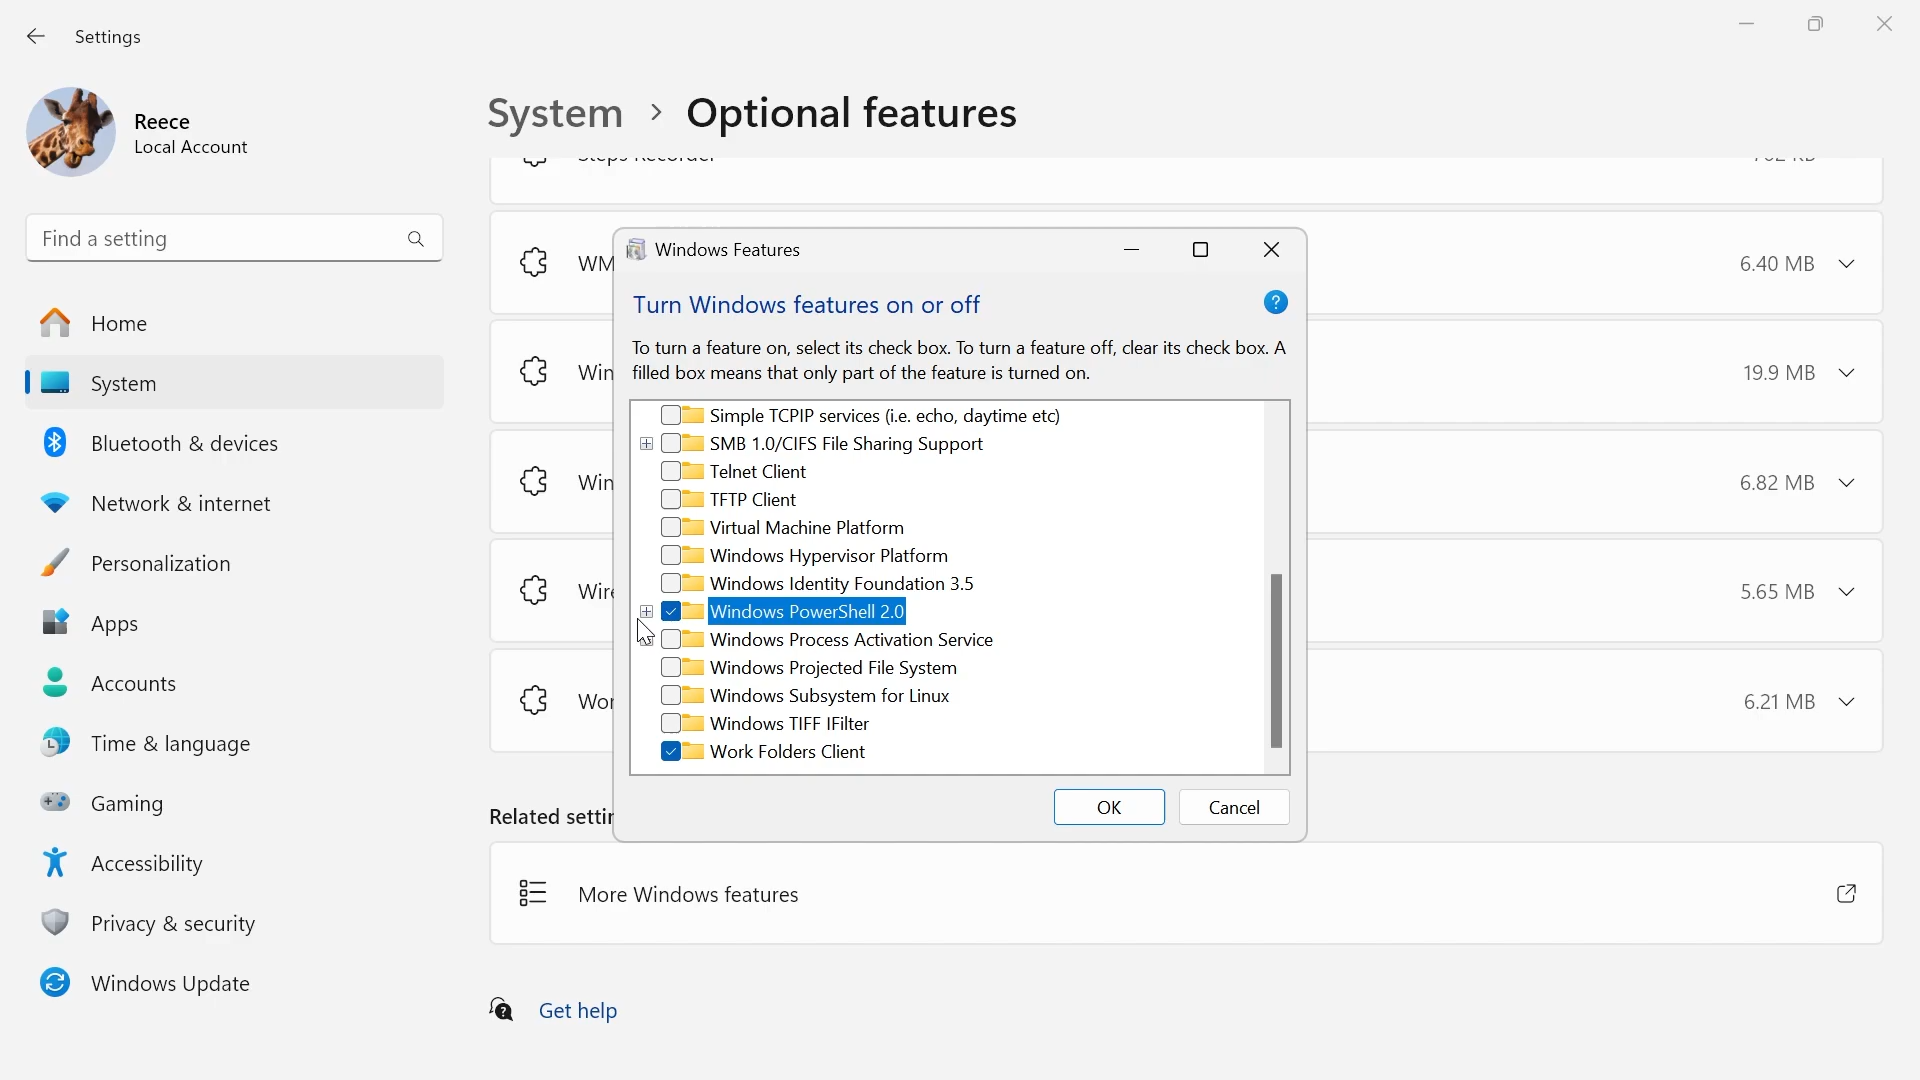 Settings
Reece
Local Account
Find a setting
Home
System
Bluetooth & devices
Network & internet
Personalization
Apps
Accounts
Time & language
Gaming
Accessibility
Privacy & security
Windows Update
System > Optional features
Steps Recorder
WM
6.40 MB
Win
19.9 MB
Win
6.82 MB
Wire
5.65 MB
Wor
6.21 MB
Windows Features
Turn Windows features on or off
To turn a feature on, select its check box. To turn a feature off, clear its check box. A
filled box means that only part of the feature is turned on.
Simple TCPIP services (i.e. echo, daytime etc)
SMB 1.0/CIFS File Sharing Support
Telnet Client
TFTP Client
Virtual Machine Platform
Windows Hypervisor Platform
Windows Identity Foundation 3.5
Windows PowerShell 2.0
Windows Process Activation Service
Windows Projected File System
Windows Subsystem for Linux
Windows TIFF IFilter
Work Folders Client
OK
Cancel
Related settin
More Windows features
Get help